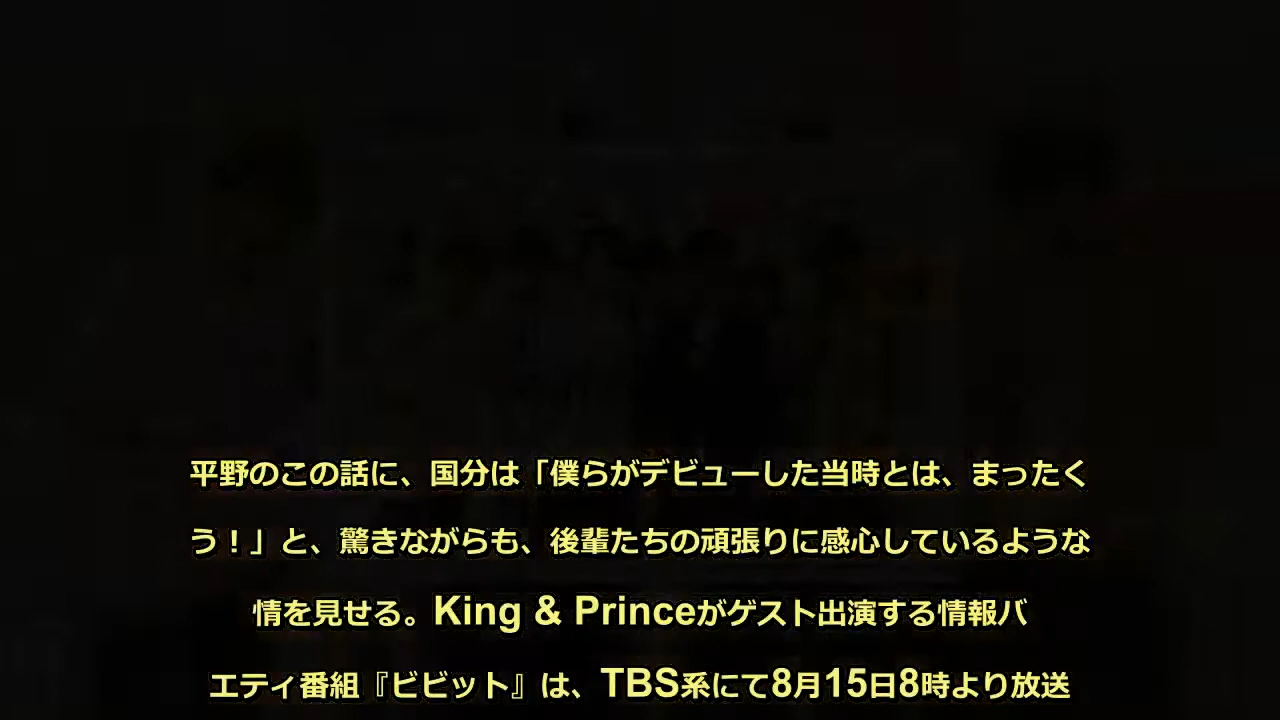 平野のこの話に、国分は「僕らがデビューした当時とは、まったく
う！」と、驚きながらも、後輩たちの頑張りに感心しているような
情を見せる。King & Princeがゲスト出演する情報バ
エティ番組『ビビット』は、TBS系にて8月15日8時より放送